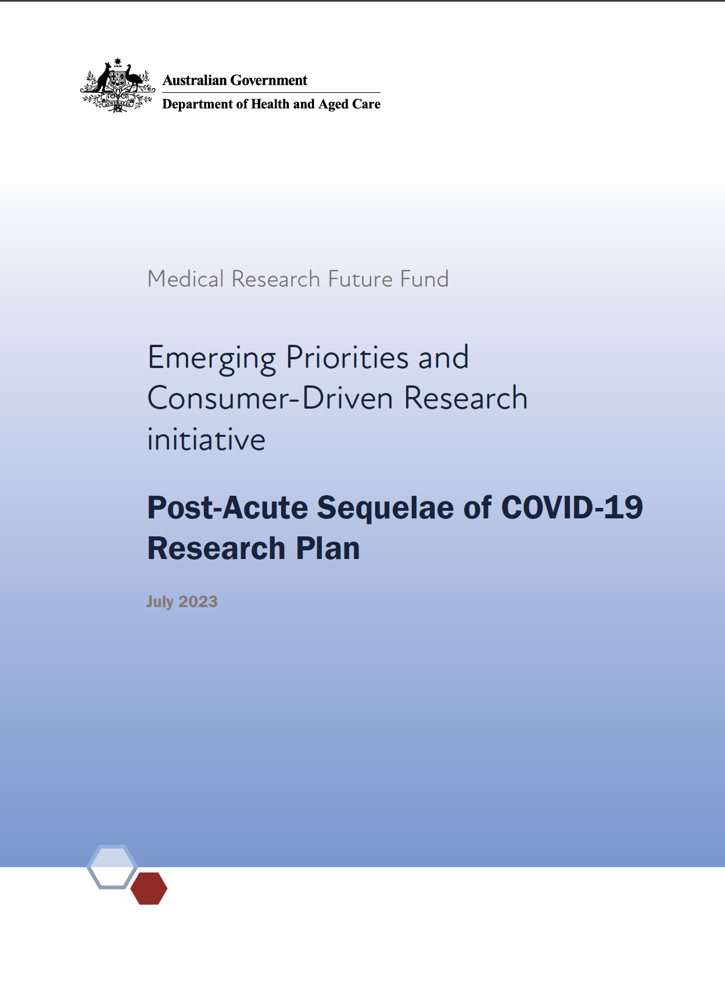 Australian Government
Department of Health and Aged Care
AUSTRALIA
Medical Research Future Fund
Emerging Priorities and
Consumer-Driven Research
initiative
Post-Acute Sequelae of COVID-19
Research Plan
July 2023